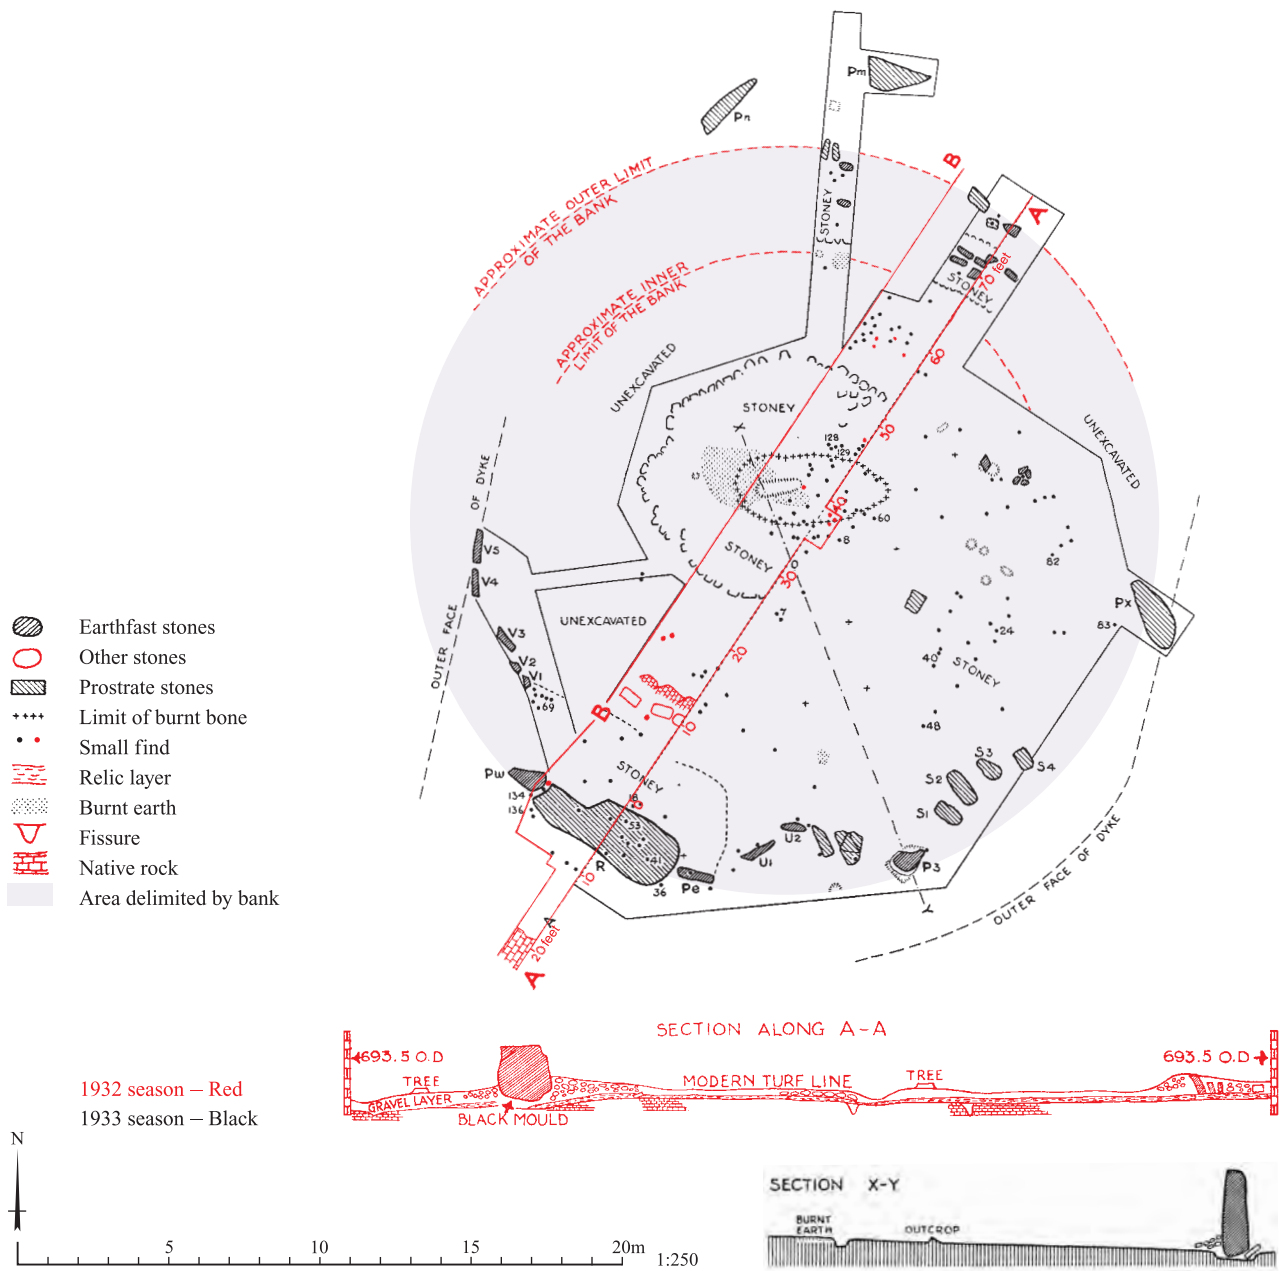 Pm
Pn
B
A
APPROXIMATE OUTER LIMIT
OF THE BANK
STONEY
70 feet
STONEY
APPROXIMATE INNER
LIMIT OF THE BANK
60
UNEXCAVATED
STONEY
50
UNEXCAVATED
X
128
129
OF DYKE
40
60
8
V5
STONEY
O
82
V4
30
Px
7
83
UNEXCAVATED
24
V3
OUTER FACE
20
40
STONEY
V2
V1
69
B
10
48
S3
S4
STONEY
S2
Pw
134
136
18
0
S1
53
U2
41
U1
R
P3
10
36
Pe
OUTER FACE OF DYKE
Y
A
20 feet
A
Earthfast stones
Other stones
Prostrate stones
Limit of burnt bone
Small find
Relic layer
Burnt earth
Fissure
Native rock
Area delimited by bank
SECTION ALONG A-A
693.5 O.D
693.5 O.D
TREE
MODERN TURF LINE
TREE
GRAVEL LAYER
BLACK MOULD
1932 season – Red
1933 season – Black
N
SECTION X-Y
BURNT
EARTH
OUTCROP
5 10 15 20m
1:250